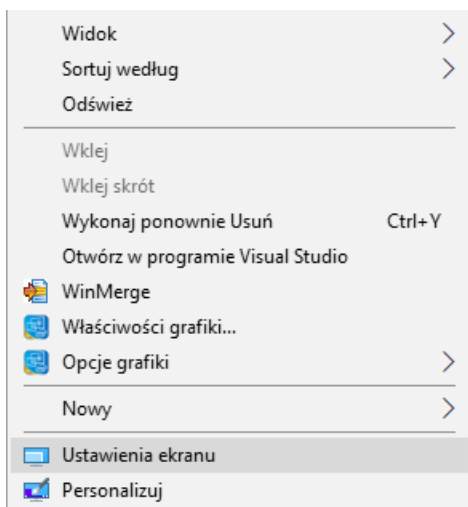 Widok
Sortuj według
Odśwież
Wklej
Wklej skrót
Wykonaj ponownie Usuń Ctrl+Y
Otwórz w programie Visual Studio
WinMerge
Właściwości grafiki...
Opcje grafiki
Nowy
Ustawienia ekranu
Personalizuj